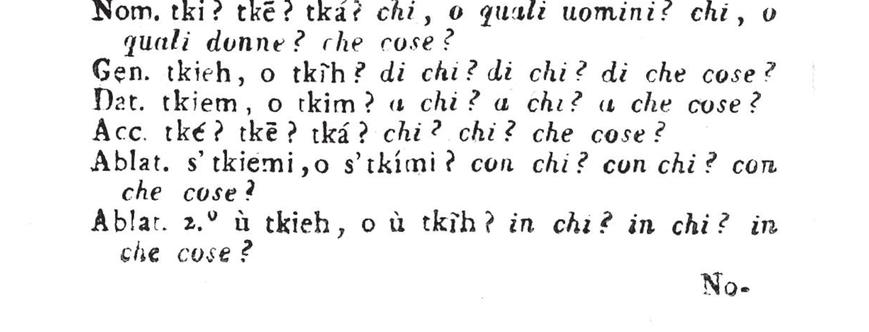 Nom. tki? tkē? tká? chi, o quali uomini? chi, o
quali donne? che cose?
Gen. tkieh, o tkĩh? di chi? di chi? di che cose?
Dat. tkiem, o tkim? a chi? a chi? a che cose?
Acc. tké? tkē? tká? chi? chi? che cose?
Ablat. s'tkiemi, o s'tkími? con chi? con chi? con
che cose?
Ablat. 2.º ù tkieh, o ù tkĩh? in chi? in chi? in
che cose?
No-